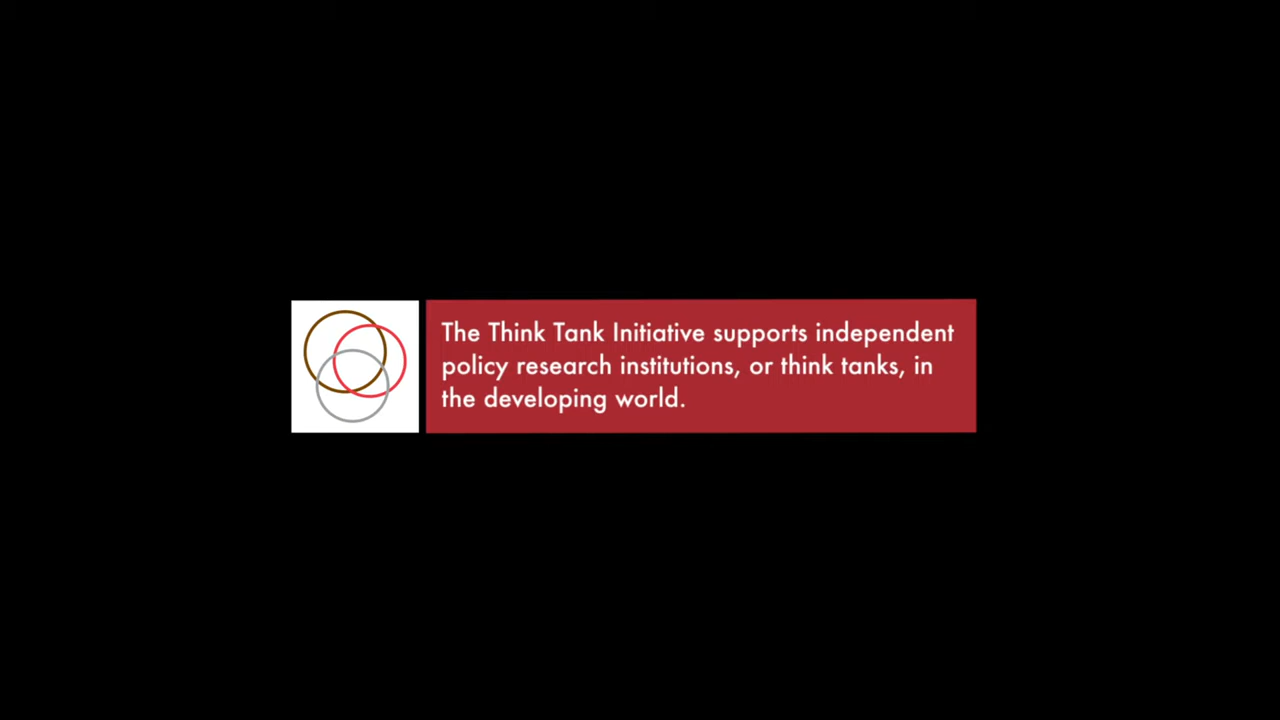 The Think Tank Initiative supports independent
policy research institutions, or think tanks, in
the developing world.